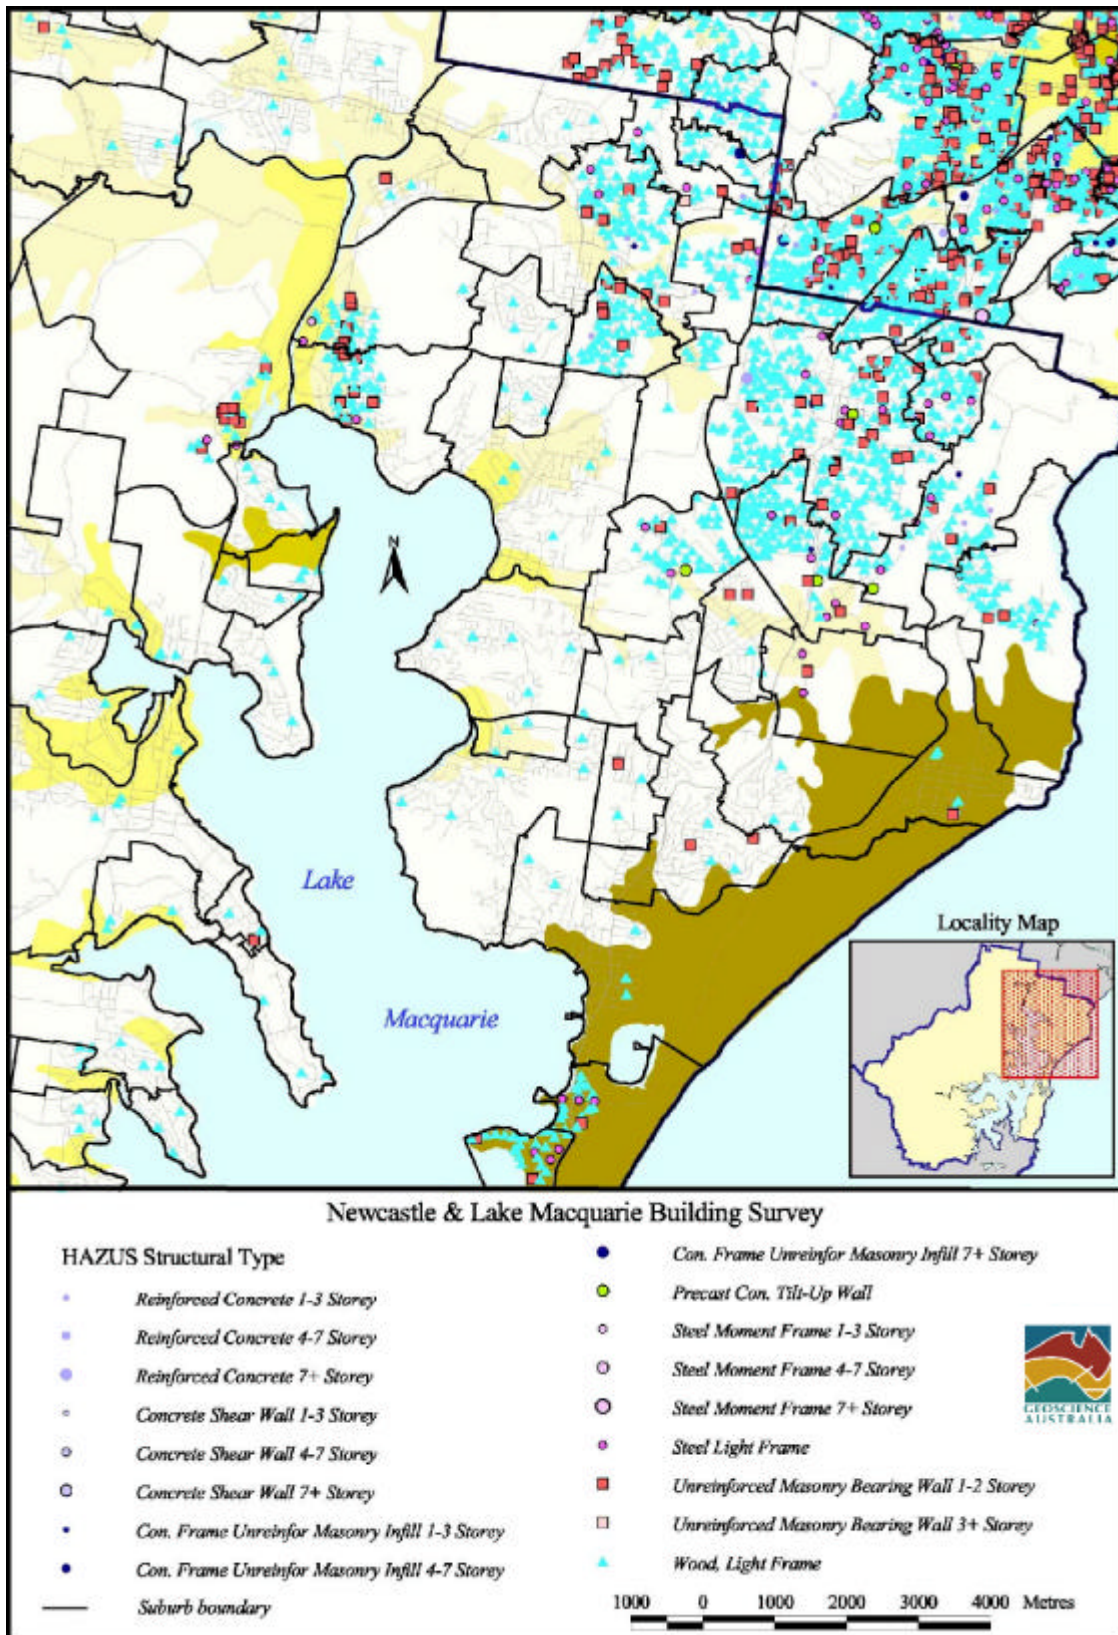 N
Lake
Macquarie
Locality Map
Newcastle & Lake Macquarie Building Survey
HAZUS Structural Type
Reinforced Concrete 1-3 Storey
Reinforced Concrete 4-7 Storey
Reinforced Concrete 7+ Storey
Concrete Shear Wall 1-3 Storey
Concrete Shear Wall 4-7 Storey
Concrete Shear Wall 7+ Storey
Con. Frame Unreinfor Masonry Infill 1-3 Storey
Con. Frame Unreinfor Masonry Infill 4-7 Storey
Suburb boundary
Con. Frame Unreinfor Masonry Infill 7+ Storey
Precast Con. Tilt-Up Wall
Steel Moment Frame 1-3 Storey
Steel Moment Frame 4-7 Storey
Steel Moment Frame 7+ Storey
Steel Light Frame
Unreinforced Masonry Bearing Wall 1-2 Storey
Unreinforced Masonry Bearing Wall 3+ Storey
Wood, Light Frame
GEOSCIENCE
AUSTRALIA
1000 0 1000 2000 3000 4000 Metres